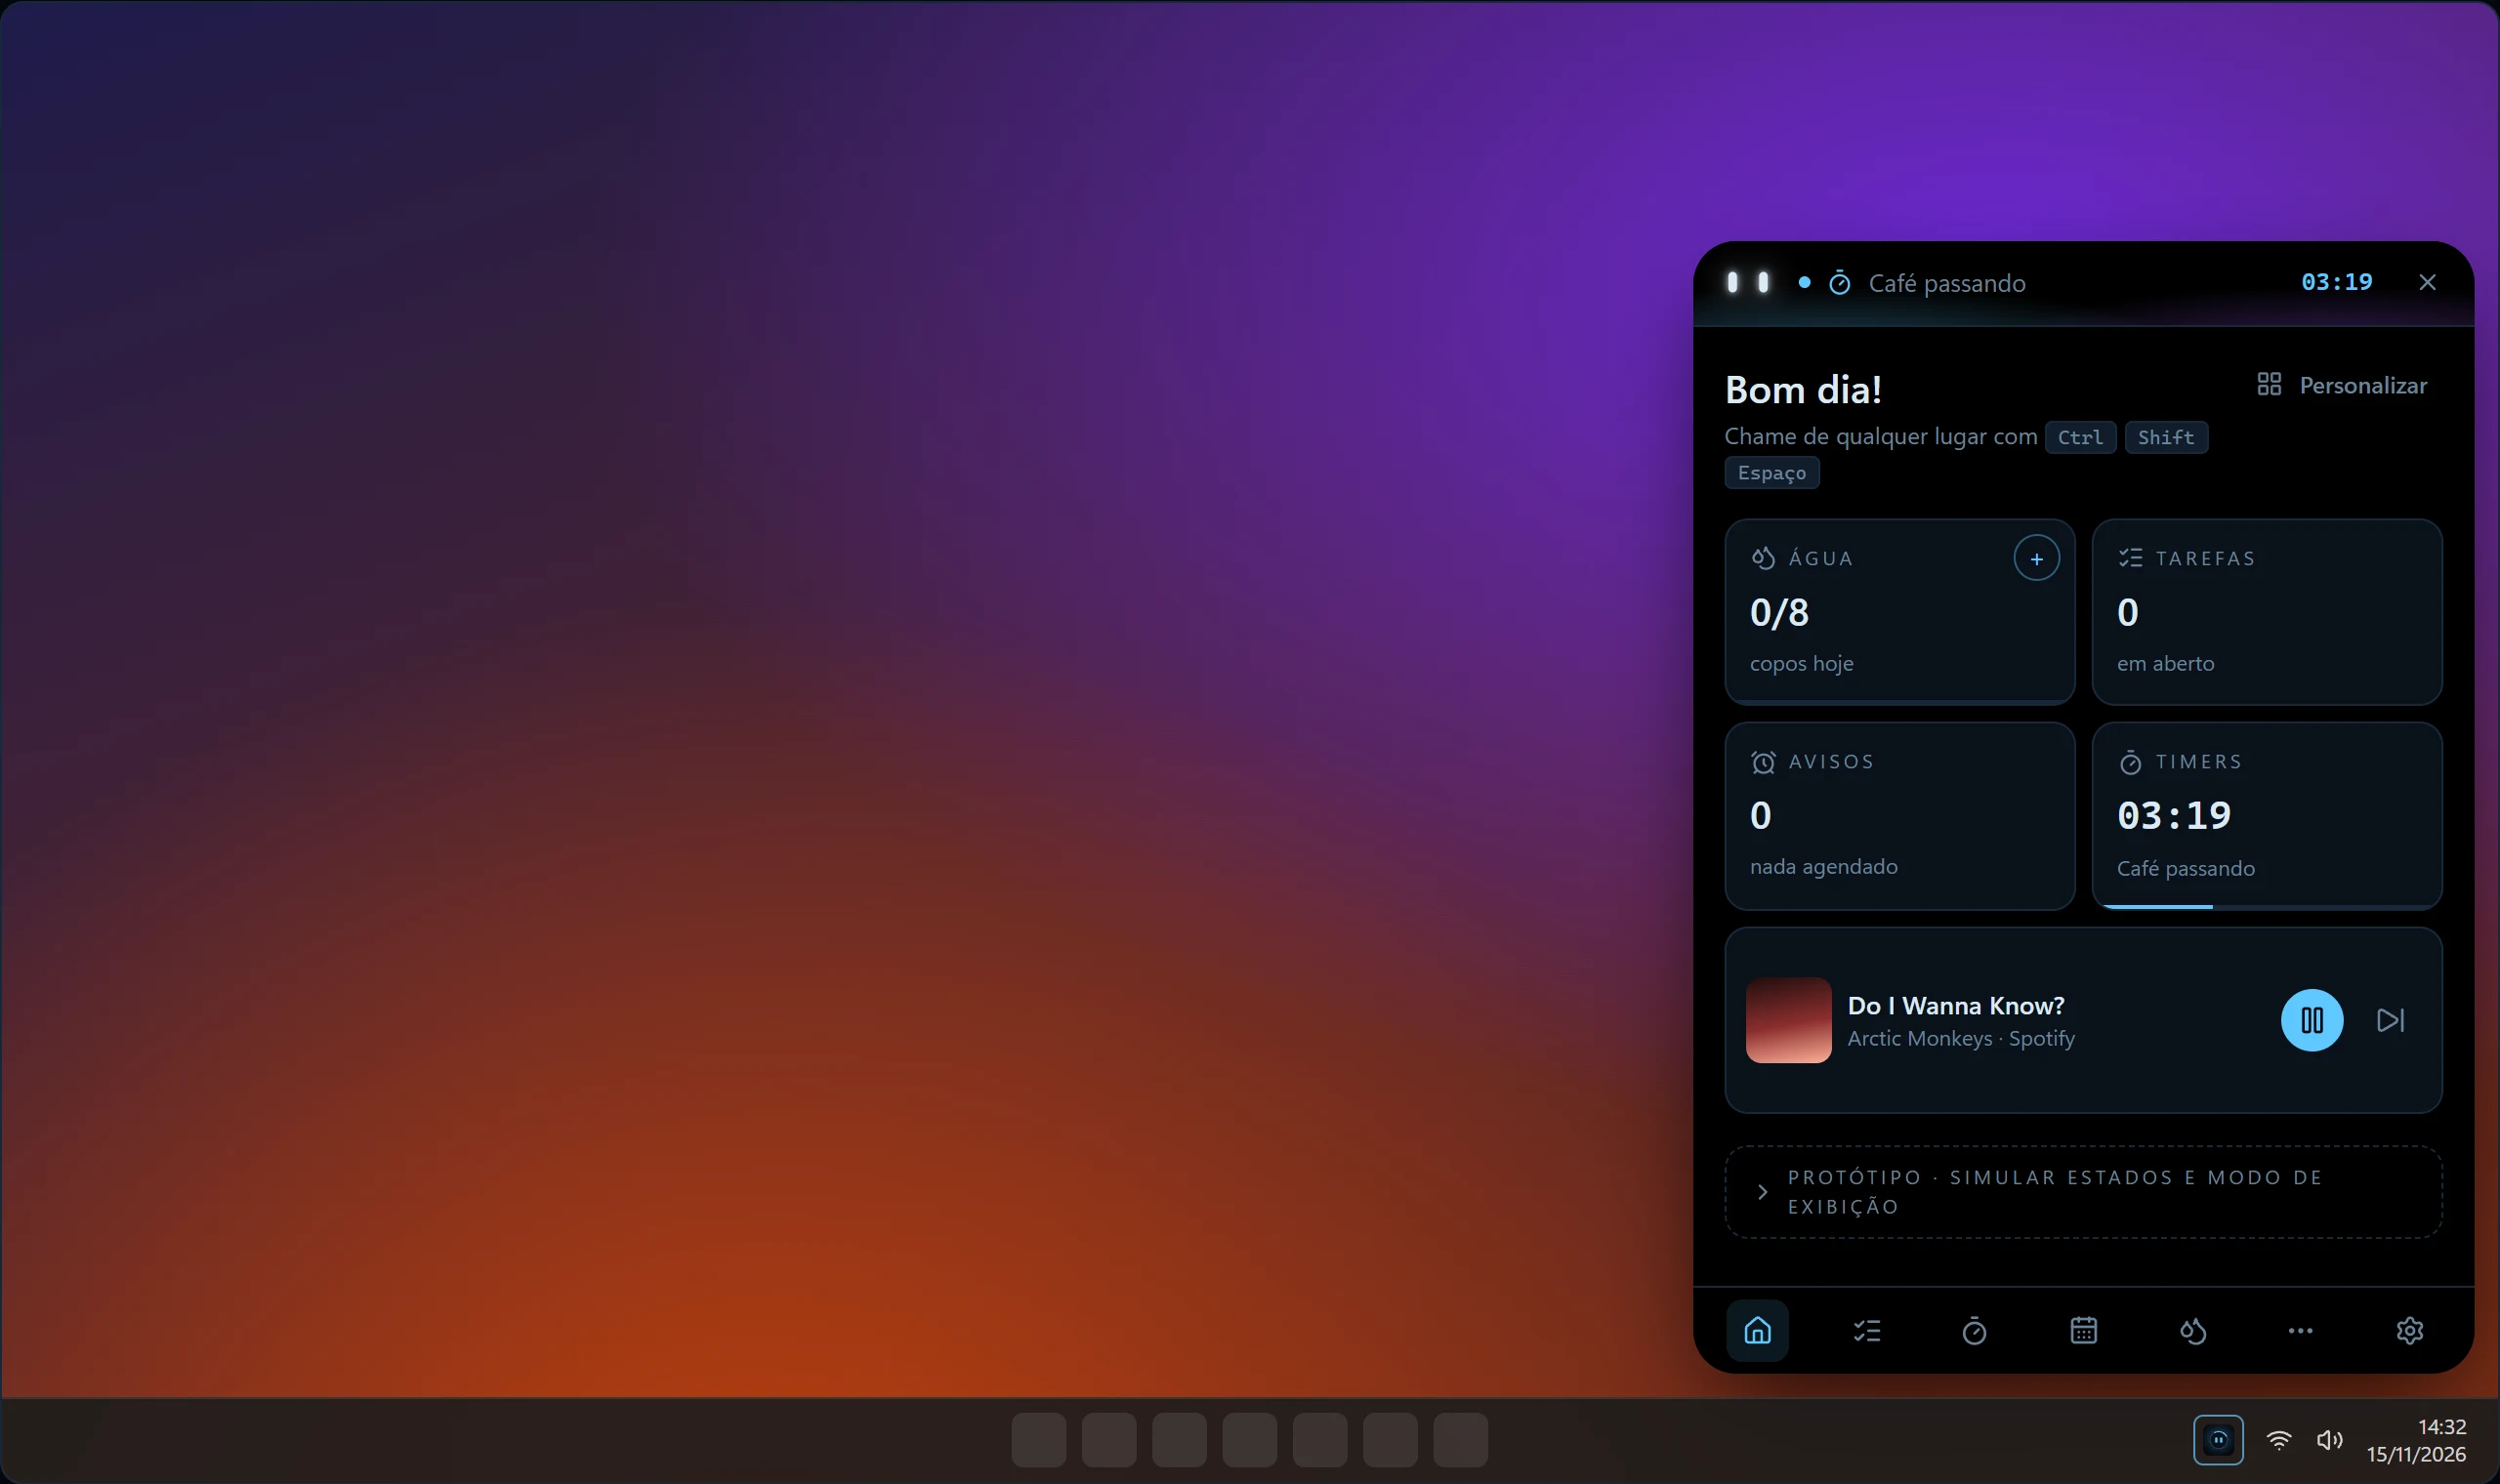 Café passando
03:19
Bom dia!
Personalizar
Chame de qualquer lugar com Ctrl Shift
Espaço
ÁGUA
+
0/8
copos hoje
TAREFAS
0
em aberto
AVISOS
0
nada agendado
TIMERS
03:19
Café passando
Do I Wanna Know?
Arctic Monkeys · Spotify
PROTÓTIPO · SIMULAR ESTADOS E MODO DE
EXIBIÇÃO
14:32
15/11/2026